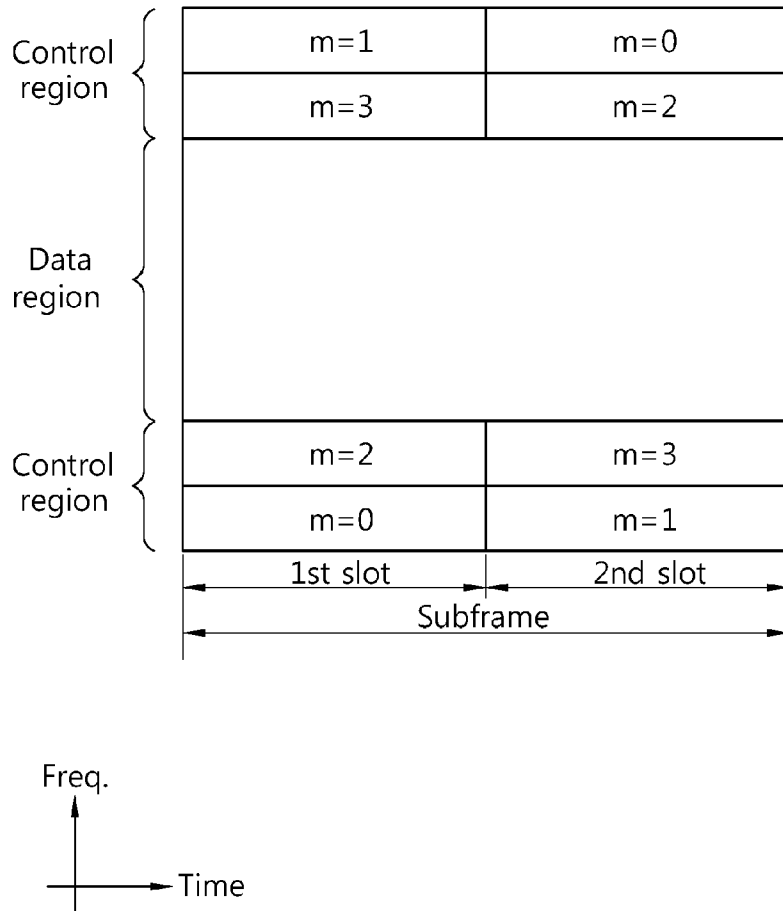 Control
region
m=1
m=0
m=3
m=2
Data
region
Control
region
m=2
m=3
m=0
m=1
1st slot
2nd slot
Subframe
Freq.
Time